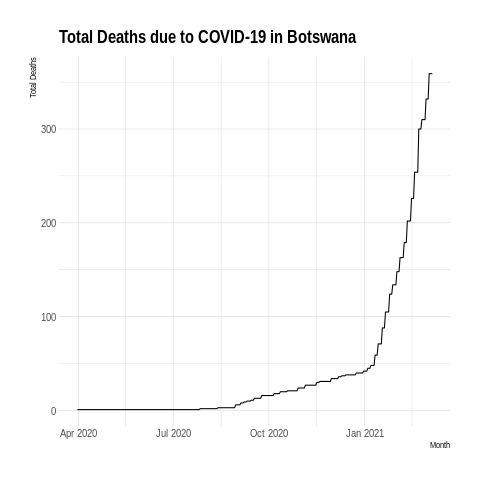 Total Deaths due to COVID-19 in Botswana
Total Deaths
300
200
100
0
Apr 2020 Jul 2020 Oct 2020 Jan 2021
Month